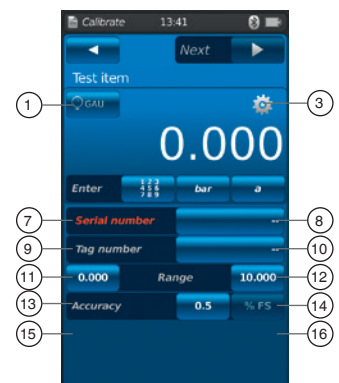 Calibrate 13:41
Next
Test item
1 GAU 3
0.000
Enter 1 2 3 4 5 6 7 8 9 bar a
7 Serial number -- 8
9 Tag number -- 10
11 0.000 Range 10.000 12
13 Accuracy 0.5 % FS 14
15 16